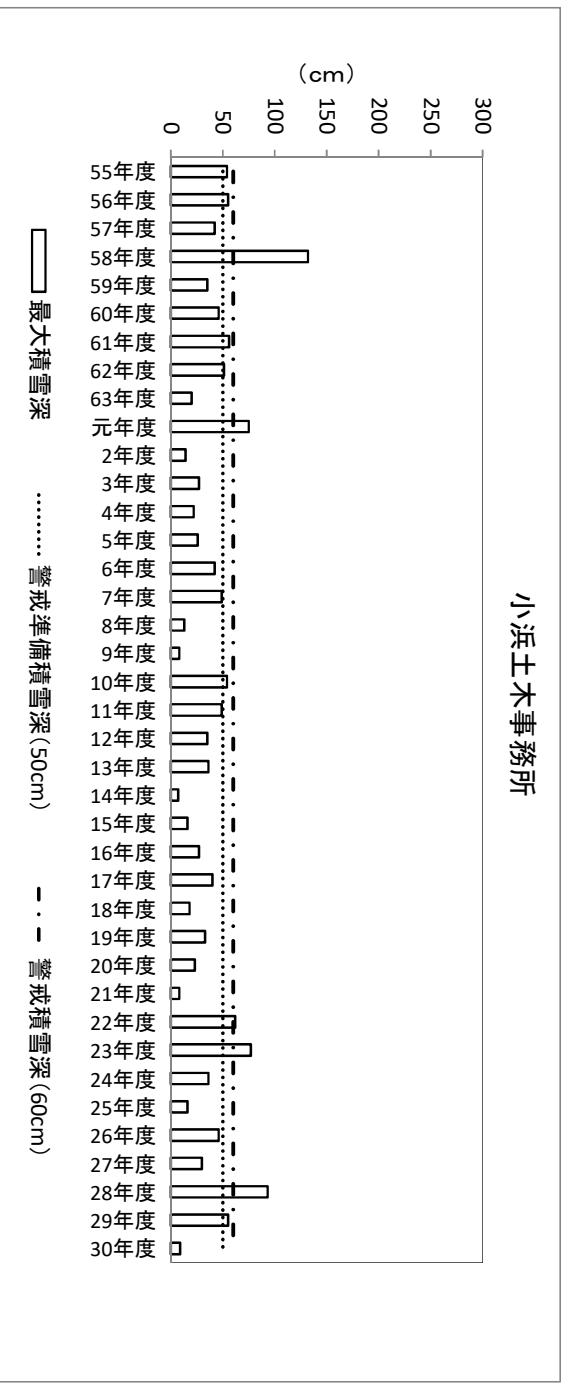 小浜土木事務所
（cm）
300
250
200
150
100
50
0
55年度
56年度
57年度
58年度
59年度
60年度
61年度
62年度
63年度
元年度
2年度
3年度
4年度
5年度
6年度
7年度
8年度
9年度
10年度
11年度
12年度
13年度
14年度
15年度
16年度
17年度
18年度
19年度
20年度
21年度
22年度
23年度
24年度
25年度
26年度
27年度
28年度
29年度
30年度
最大積雪深
警戒準備積雪深（50cm）
警戒積雪深（60cm）